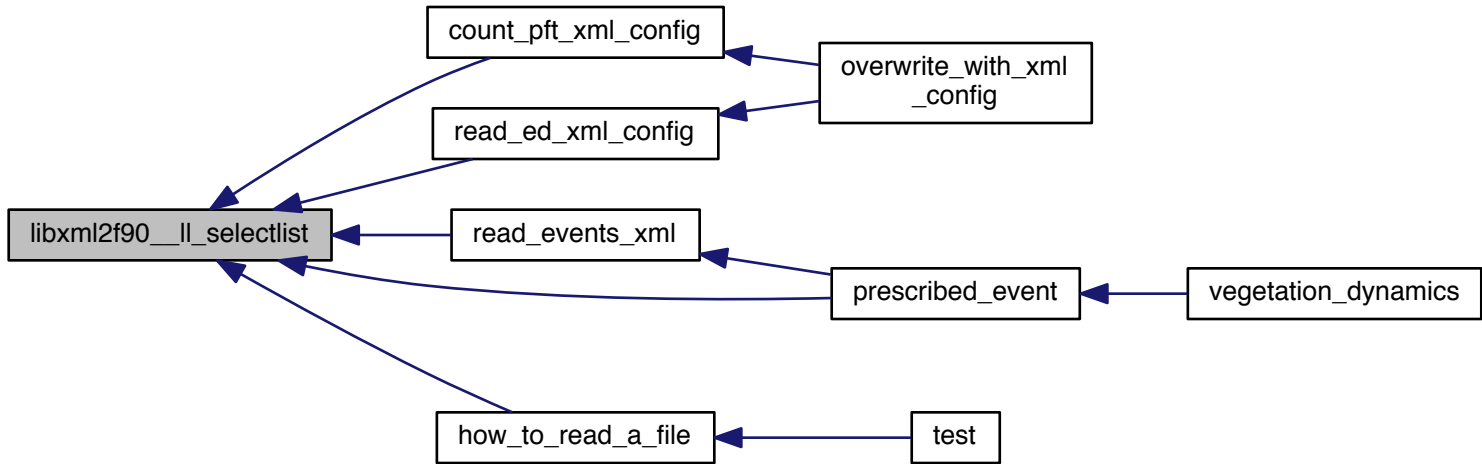 count_pft_xml_config
overwrite_with_xml
_config
read_ed_xml_config
libxml2f90__ll_selectlist
read_events_xml
prescribed_event
vegetation_dynamics
how_to_read_a_file
test